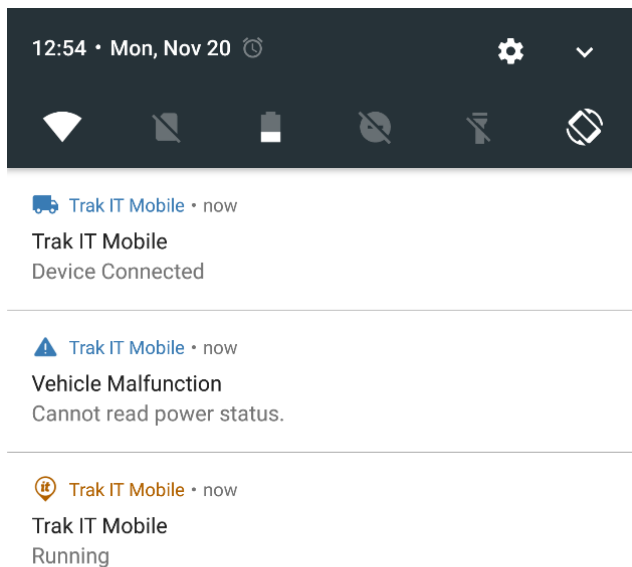 12:54 • Mon, Nov 20
Trak IT Mobile • now
Trak IT Mobile
Device Connected
Trak IT Mobile • now
Vehicle Malfunction
Cannot read power status.
it Trak IT Mobile • now
Trak IT Mobile
Running